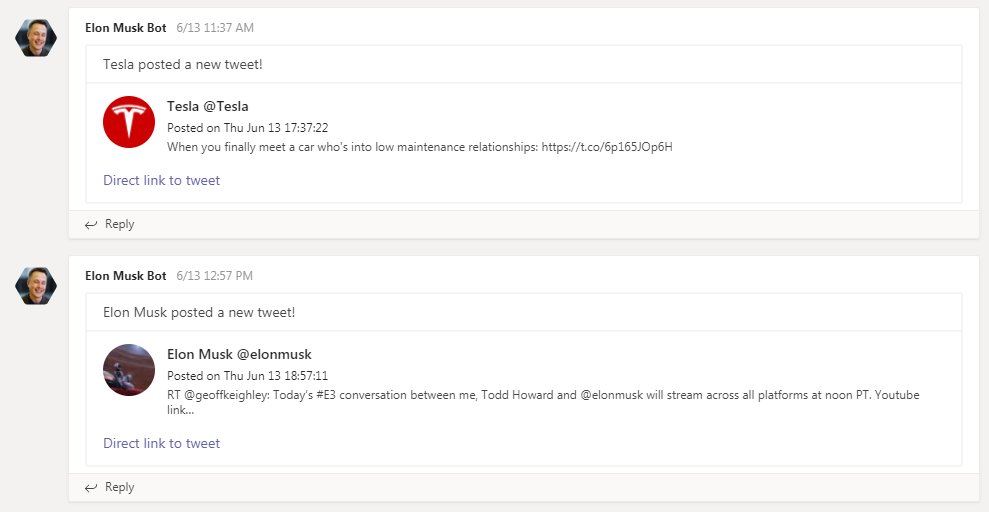 Elon Musk Bot 6/13 11:37 AM
Tesla posted a new tweet!
Tesla @Tesla
Posted on Thu Jun 13 17:37:22
When you finally meet a car who's into low maintenance relationships: https://t.co/6p165JOp6H
Direct link to tweet
Reply
Elon Musk Bot 6/13 12:57 PM
Elon Musk posted a new tweet!
Elon Musk @elonmusk
Posted on Thu Jun 13 18:57:11
RT @geoffkeighley: Today's #E3 conversation between me, Todd Howard and @elonmusk will stream across all platforms at noon PT. Youtube
link...
Direct link to tweet
Reply